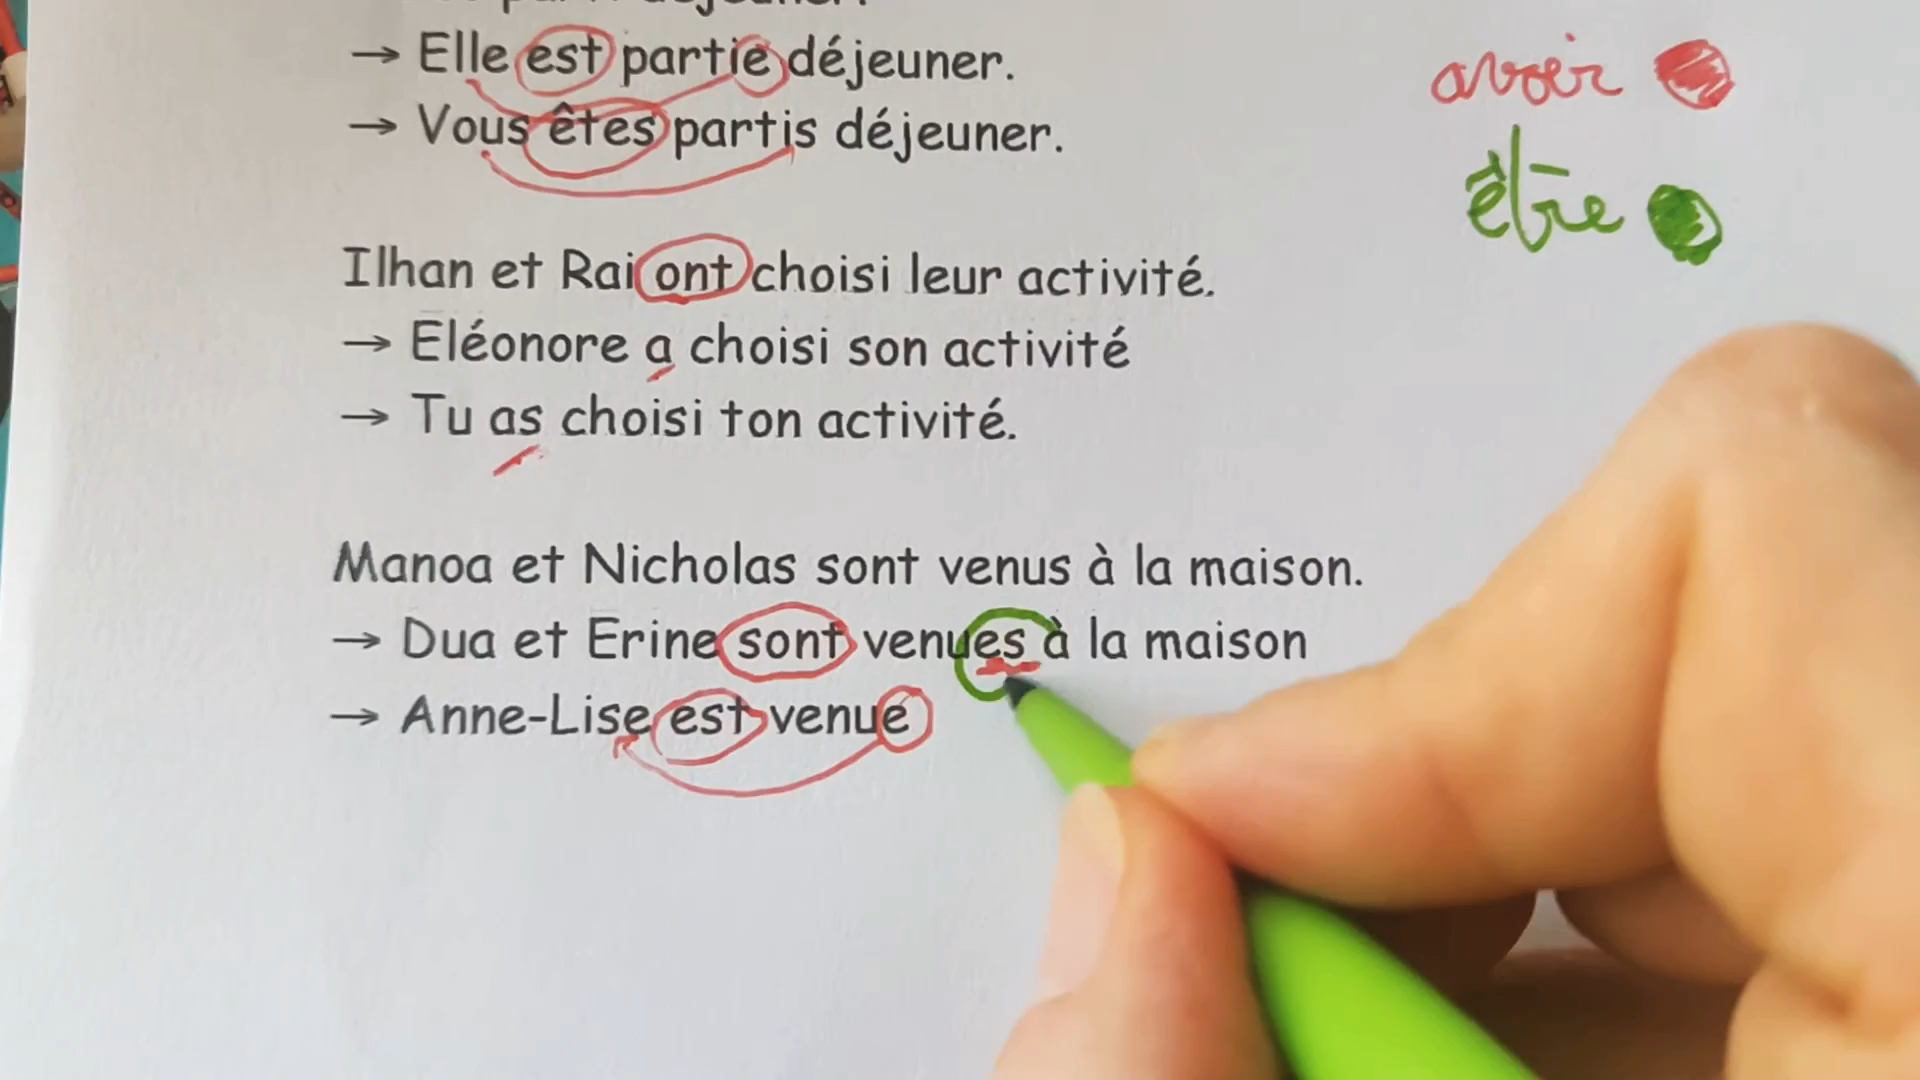 → Elle est partie déjeuner.
→ Vous êtes partis déjeuner.
avoir
être
Ilhan et Rai ont choisi leur activité.
→ Eléonore a choisi son activité
→ Tu as choisi ton activité.
Manoa et Nicholas sont venus à la maison.
→ Dua et Erine sont venues à la maison
→ Anne-Lise est venue